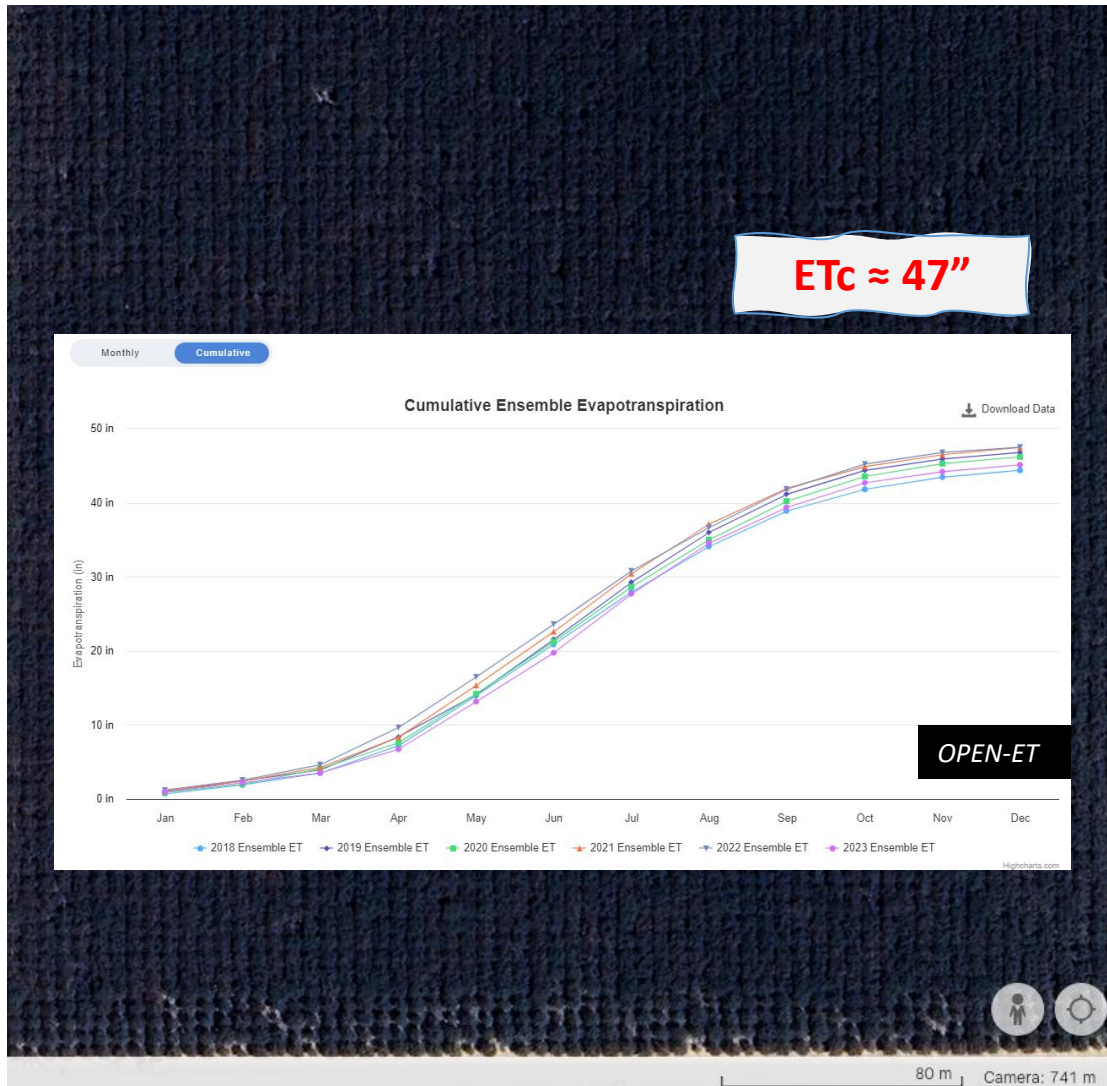 ETc ≈ 47”
Monthly Cumulative
Cumulative Ensemble Evapotranspiration
Download Data
50 in
40 in
30 in
20 in
10 in
0 in
Evapotranspiration (in)
OPEN-ET
Jan Feb Mar Apr May Jun Jul Aug Sep Oct Nov Dec
2018 Ensemble ET 2019 Ensemble ET 2020 Ensemble ET 2021 Ensemble ET 2022 Ensemble ET 2023 Ensemble ET
Highcharts.com
80 m Camera: 741 m